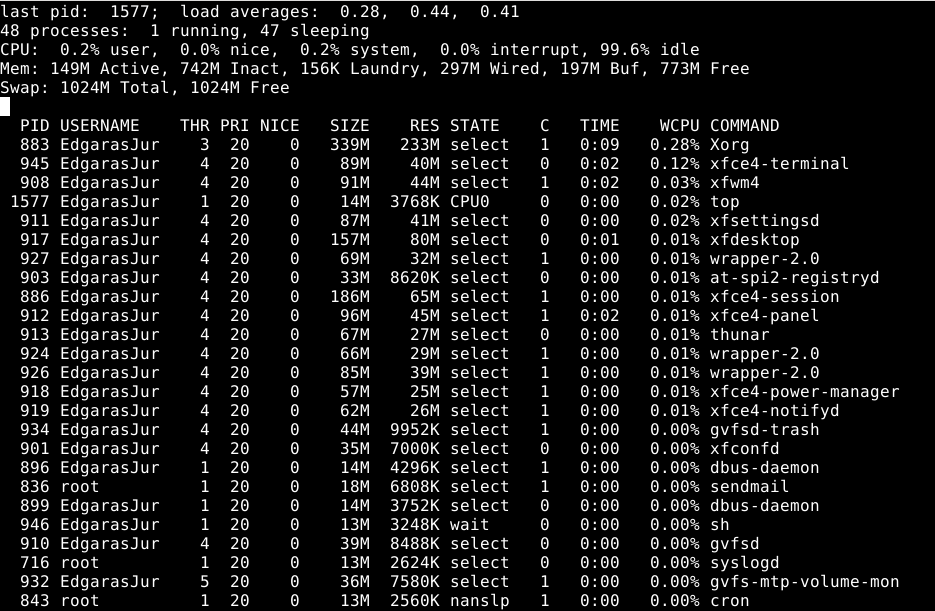 last pid:  1577;  load averages:  0.28,  0.44,  0.41
48 processes:  1 running, 47 sleeping
CPU:  0.2% user,  0.0% nice,  0.2% system,  0.0% interrupt, 99.6% idle
Mem: 149M Active, 742M Inact, 156K Laundry, 297M Wired, 197M Buf, 773M Free
Swap: 1024M Total, 1024M Free
  PID USERNAME    THR PRI NICE   SIZE    RES STATE    C   TIME    WCPU COMMAND
  883 EdgarasJur    3  20    0   339M   233M select   1   0:09   0.28% Xorg
  945 EdgarasJur    4  20    0    89M    40M select   0   0:02   0.12% xfce4-terminal
  908 EdgarasJur    4  20    0    91M    44M select   1   0:02   0.03% xfwm4
 1577 EdgarasJur    1  20    0    14M  3768K CPU0     0   0:00   0.02% top
  911 EdgarasJur    4  20    0    87M    41M select   0   0:00   0.02% xfsettingsd
  917 EdgarasJur    4  20    0   157M    80M select   0   0:01   0.01% xfdesktop
  927 EdgarasJur    4  20    0    69M    32M select   1   0:00   0.01% wrapper-2.0
  903 EdgarasJur    4  20    0    33M  8620K select   0   0:00   0.01% at-spi2-registryd
  886 EdgarasJur    4  20    0   186M    65M select   1   0:00   0.01% xfce4-session
  912 EdgarasJur    4  20    0    96M    45M select   1   0:02   0.01% xfce4-panel
  913 EdgarasJur    4  20    0    67M    27M select   0   0:00   0.01% thunar
  924 EdgarasJur    4  20    0    66M    29M select   1   0:00   0.01% wrapper-2.0
  926 EdgarasJur    4  20    0    85M    39M select   1   0:00   0.01% wrapper-2.0
  918 EdgarasJur    4  20    0    57M    25M select   1   0:00   0.01% xfce4-power-manager
  919 EdgarasJur    4  20    0    62M    26M select   1   0:00   0.01% xfce4-notifyd
  934 EdgarasJur    4  20    0    44M  9952K select   1   0:00   0.00% gvfsd-trash
  901 EdgarasJur    4  20    0    35M  7000K select   0   0:00   0.00% xfconfd
  896 EdgarasJur    1  20    0    14M  4296K select   1   0:00   0.00% dbus-daemon
  836 root          1  20    0    18M  6808K select   1   0:00   0.00% sendmail
  899 EdgarasJur    1  20    0    14M  3752K select   0   0:00   0.00% dbus-daemon
  946 EdgarasJur    1  20    0    13M  3248K wait     0   0:00   0.00% sh
  910 EdgarasJur    4  20    0    39M  8488K select   0   0:00   0.00% gvfsd
  716 root          1  20    0    13M  2624K select   0   0:00   0.00% syslogd
  932 EdgarasJur    5  20    0    36M  7580K select   1   0:00   0.00% gvfs-mtp-volume-mon
  843 root          1  20    0    13M  2560K nanslp   1   0:00   0.00% cron